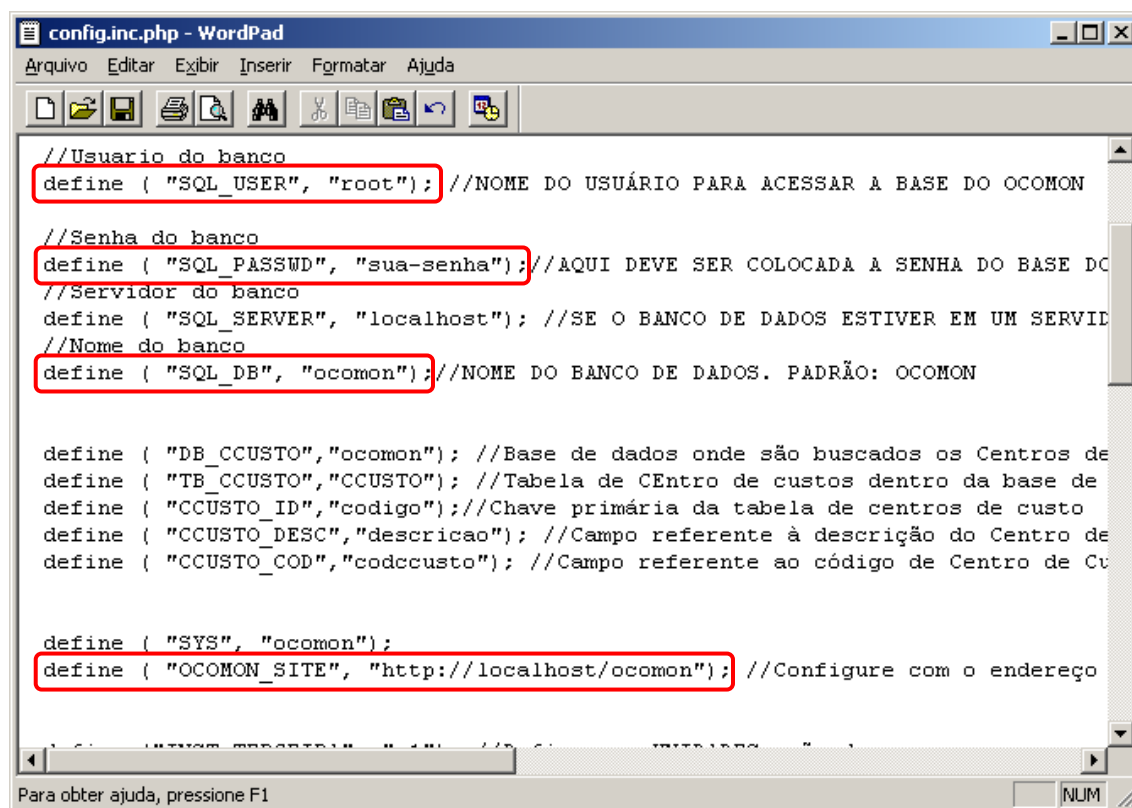 config.inc.php - WordPad
Arquivo Editar Exibir Inserir Formatar Ajuda
//Usuario do banco
define ( "SQL_USER", "root"); //NOME DO USUÁRIO PARA ACESSAR A BASE DO OCOMON
//Senha do banco
define ( "SQL_PASSWD", "sua-senha");//AQUI DEVE SER COLOCADA A SENHA DO BASE DO
//Servidor do banco
define ( "SQL_SERVER", "localhost"); //SE O BANCO DE DADOS ESTIVER EM UM SERVID
//Nome do banco
define ( "SQL_DB", "ocomon");//NOME DO BANCO DE DADOS. PADRÃO: OCOMON
define ( "DB_CCUSTO","ocomon"); //Base de dados onde são buscados os Centros de
define ( "TB_CCUSTO","CCUSTO"); //Tabela de CEntro de custos dentro da base de
define ( "CCUSTO_ID","codigo");//Chave primária da tabela de centros de custo
define ( "CCUSTO_DESC","descricao"); //Campo referente à descrição do Centro de
define ( "CCUSTO_COD","codccusto"); //Campo referente ao código de Centro de Cu
define ( "SYS", "ocomon");
define ( "OCOMON_SITE", "http://localhost/ocomon"); //Configure com o endereço
Para obter ajuda, pressione F1
NUM